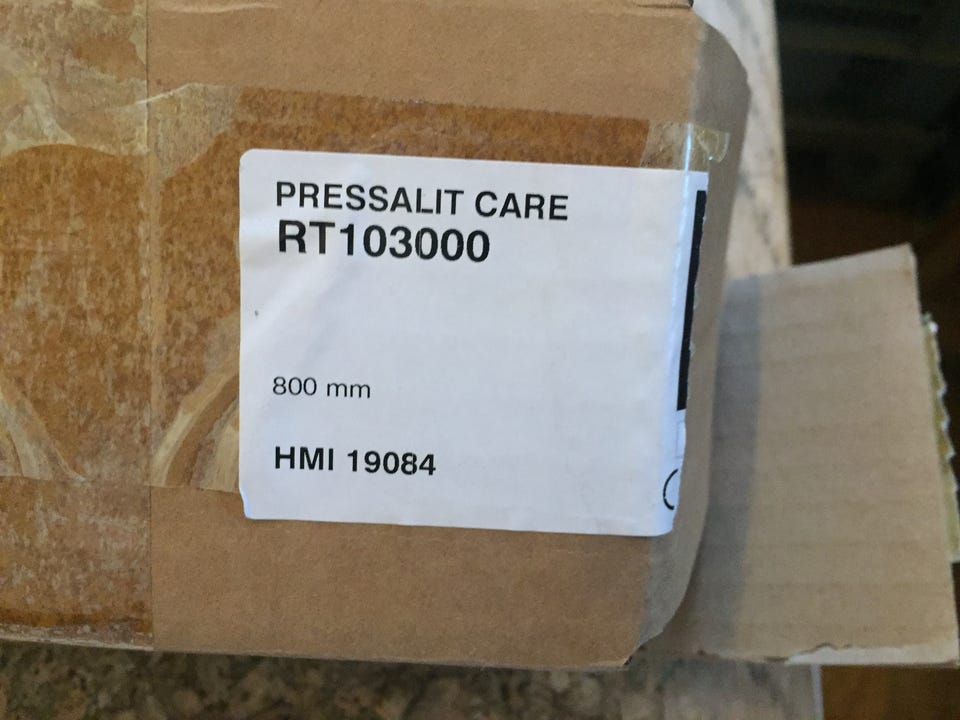 PRESSALIT CARE
RT103000
800 mm
HMI 19084